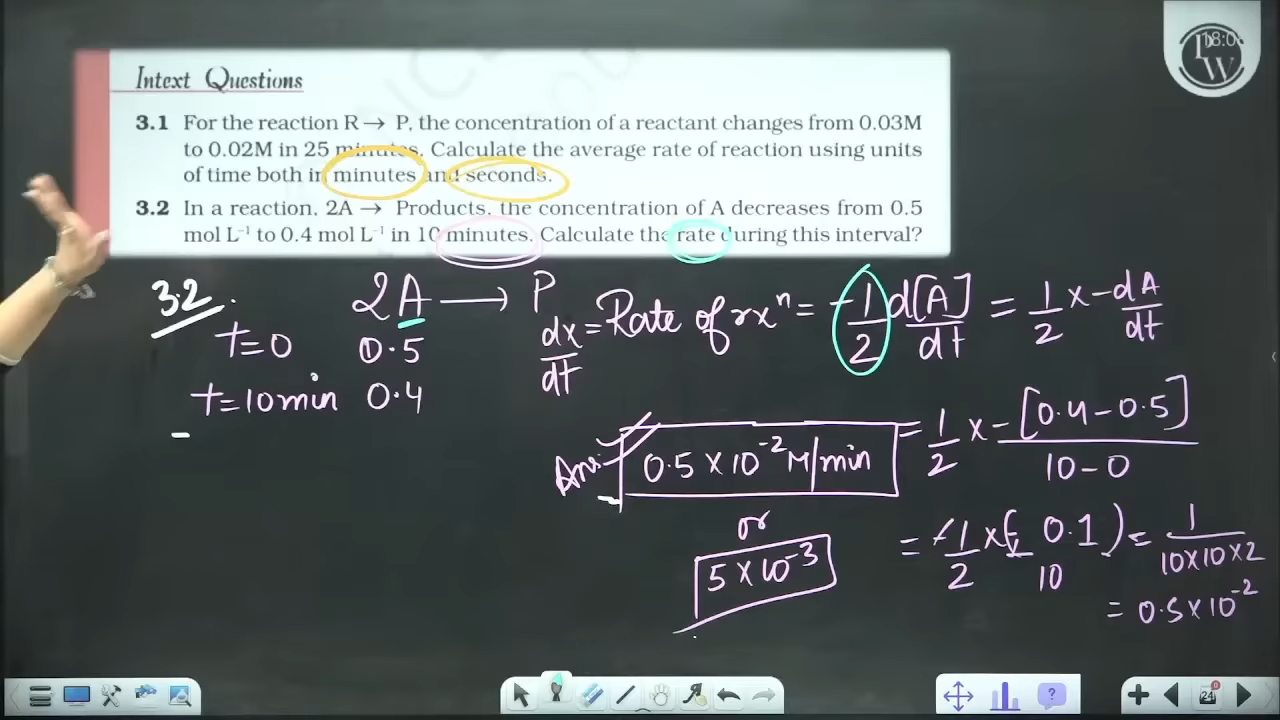 Intext Questions
3.1 For the reaction R → P, the concentration of a reactant changes from 0.03M
to 0.02M in 25 minutes. Calculate the average rate of reaction using units
of time both in minutes and seconds.
3.2 In a reaction, 2A → Products, the concentration of A decreases from 0.5
mol L⁻¹ to 0.4 mol L⁻¹ in 10 minutes. Calculate the rate during this interval?
3.2. 2A → P
t=0 0.5
t=10min 0.4
dx/dt = Rate of rxⁿ = -1/2 d[A]/dt = 1/2 x -dA/dt
= 1/2 x -[0.4-0.5]/10-0
Ans: 0.5 x 10⁻² M/min
or
5 x 10⁻³
= -1/2 x (- 0.1/10) = 1/10x10x2
= 0.5 x 10⁻²
W
24